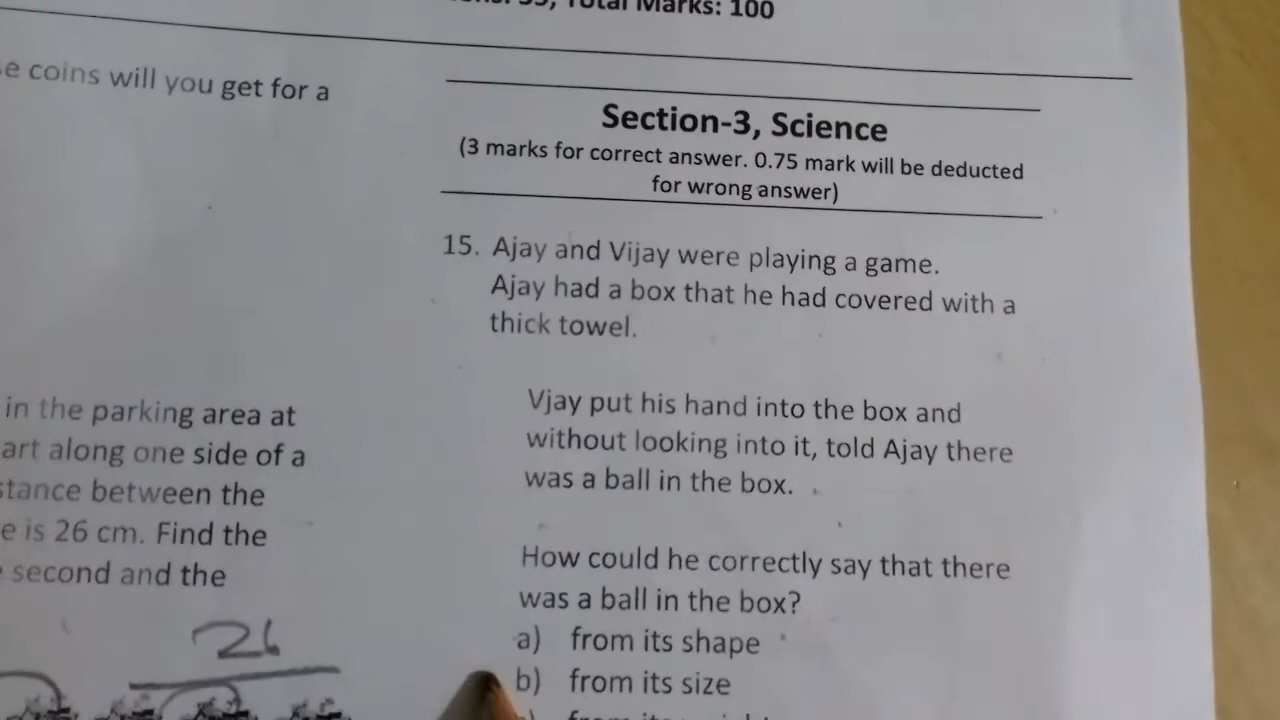 Total Marks: 100
coins will you get for a
in the parking area at
along one side of a
between the
is 26 cm. Find the
second and the
26
Section-3, Science
(3 marks for correct answer. 0.75 mark will be deducted
for wrong answer)
15. Ajay and Vijay were playing a game.
Ajay had a box that he had covered with a
thick towel.
Vjay put his hand into the box and
without looking into it, told Ajay there
was a ball in the box.
How could he correctly say that there
was a ball in the box?
a) from its shape
b) from its size